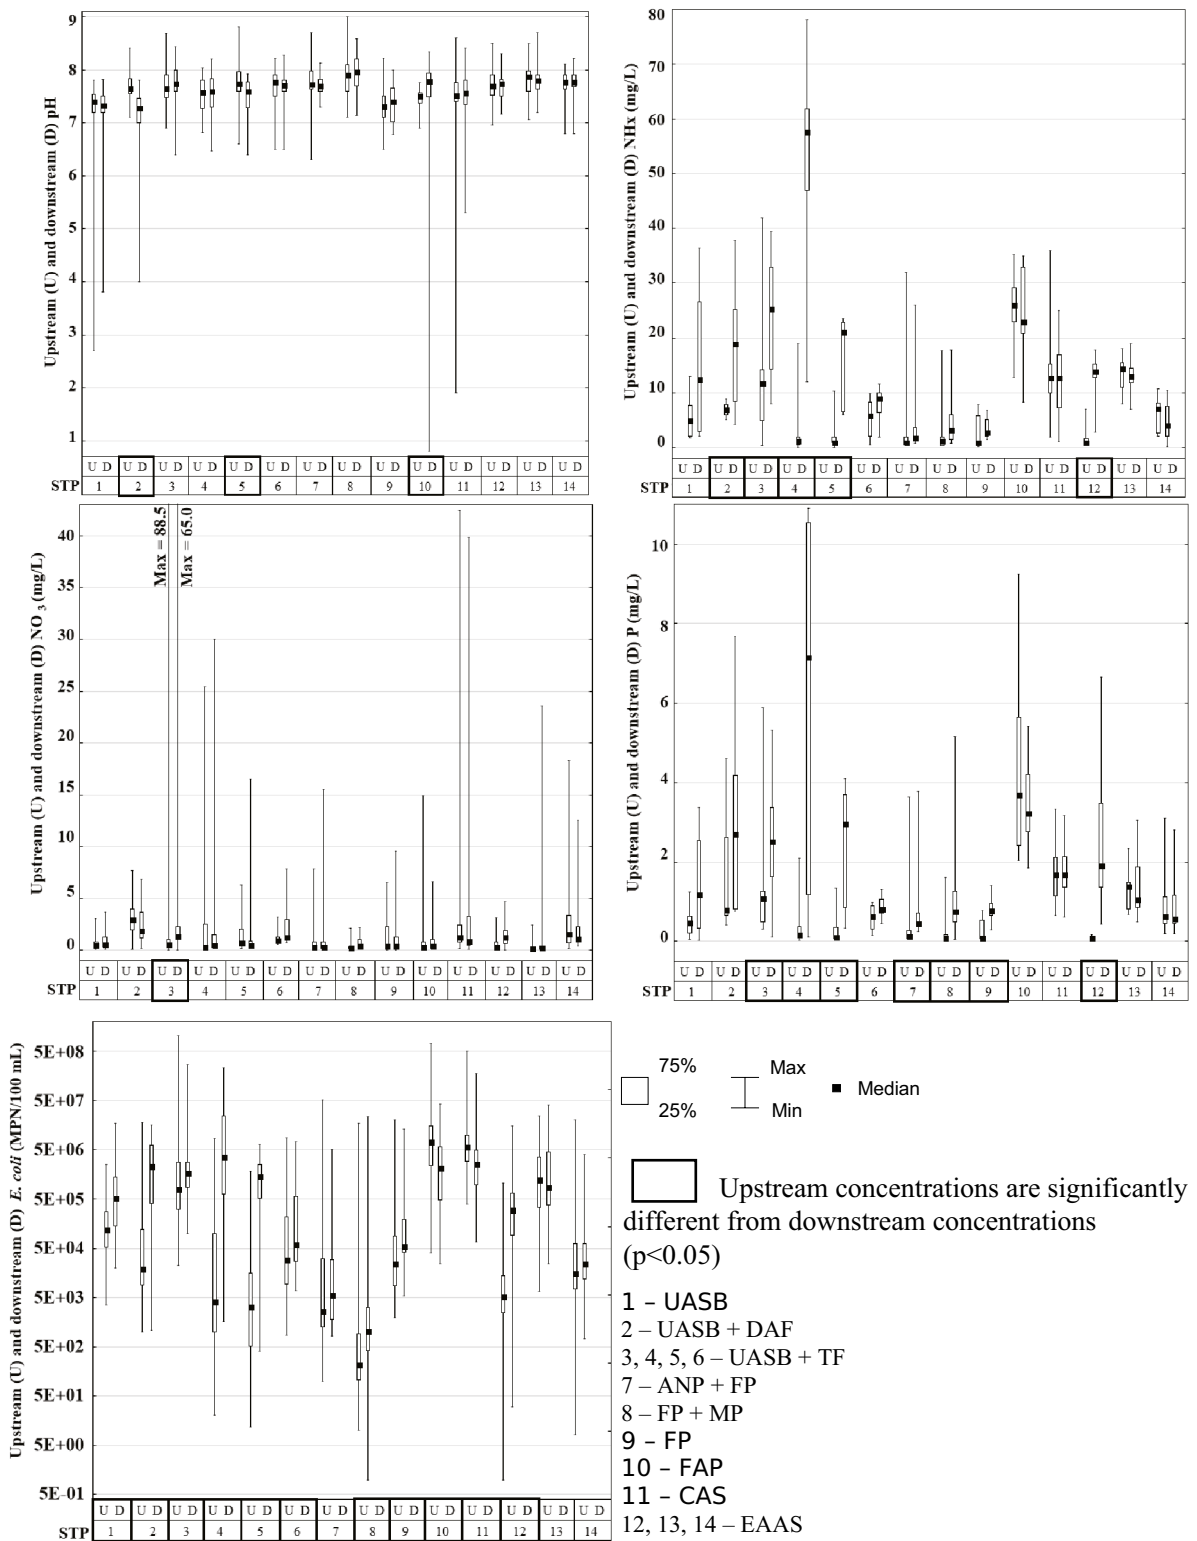 Upstream (U) and downstream (D) pH
9
8
7
6
5
4
3
2
1
U D U D U D U D U D U D U D U D U D U D U D U D U D U D
STP 1 2 3 4 5 6 7 8 9 10 11 12 13 14
Upstream (U) and downstream (D) NHx (mg/L)
80
70
60
50
40
30
20
10
0
U D U D U D U D U D U D U D U D U D U D U D U D U D U D
STP 1 2 3 4 5 6 7 8 9 10 11 12 13 14
Upstream (U) and downstream (D) NO 3 (mg/L)
Max = 88.5
Max = 65.0
40
35
30
25
20
15
10
5
0
U D U D U D U D U D U D U D U D U D U D U D U D U D U D
STP 1 2 3 4 5 6 7 8 9 10 11 12 13 14
Upstream (U) and downstream (D) P (mg/L)
10
8
6
4
2
0
U D U D U D U D U D U D U D U D U D U D U D U D U D U D
STP 1 2 3 4 5 6 7 8 9 10 11 12 13 14
Upstream (U) and downstream (D) E. coli (MPN/100 mL)
5E+08
5E+07
5E+06
5E+05
5E+04
5E+03
5E+02
5E+01
5E+00
5E-01
U D U D U D U D U D U D U D U D U D U D U D U D U D U D
STP 1 2 3 4 5 6 7 8 9 10 11 12 13 14
75%
25%
Max
Min
Median
Upstream concentrations are significantly
different from downstream concentrations
(p<0.05)
1 – UASB
2 – UASB + DAF
3, 4, 5, 6 – UASB + TF
7 – ANP + FP
8 – FP + MP
9 – FP
10 – FAP
11 – CAS
12, 13, 14 – EAAS